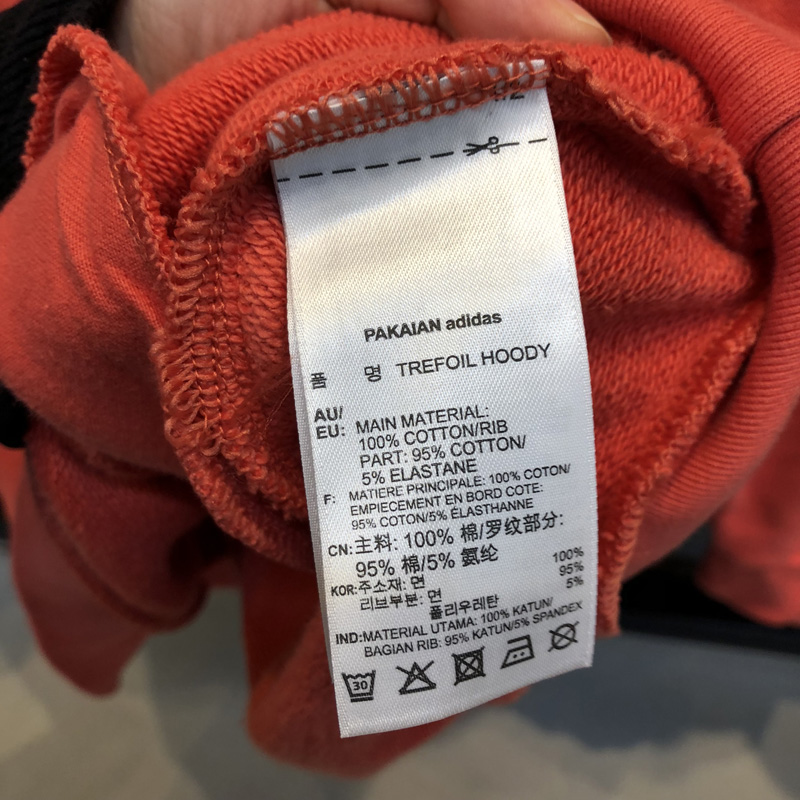 PAKAIAN adidas
품 명 TREFOIL HOODY
AU/
EU: MAIN MATERIAL:
100% COTTON/RIB
PART: 95% COTTON/
5% ELASTANE
F: MATIERE PRINCIPALE: 100% COTON/
EMPIECEMENT EN BORD COTE:
95% COTON/5% ÉLASTHANNE
CN: 主料: 100% 棉/罗纹部分:
95% 棉/5% 氨纶
KOR: 주소재: 면 100%
리브부분: 면 95%
폴리우레탄 5%
IND: MATERIAL UTAMA: 100% KATUN/
BAGIAN RIB: 95% KATUN/5% SPANDEX
30